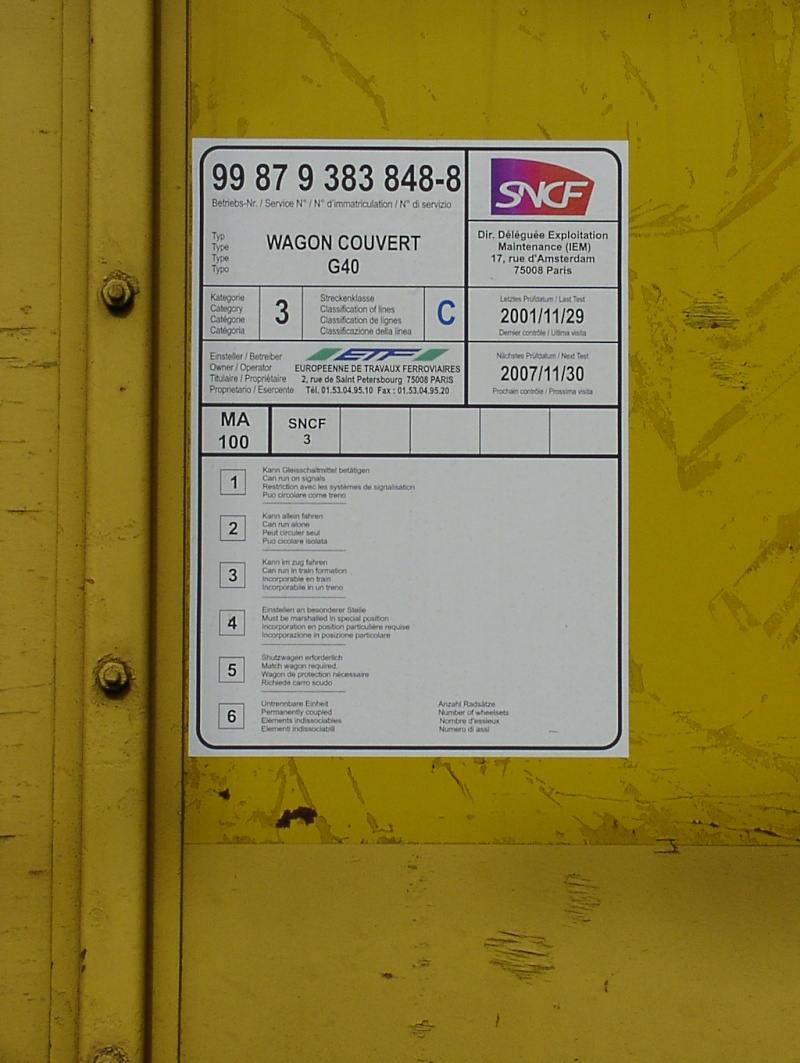 99 87 9 383 848-8
Betriebs-Nr. / Service N° / N° d'immatriculation / N° di servizio
SNCF
Typ
Type
Type
Typo
WAGON COUVERT
G40
Dir. Déléguée Exploitation
Maintenance (IEM)
17, rue d'Amsterdam
75008 Paris
Kategorie
Category
Catégorie
Catégoria
3
Streckenklasse
Classification of lines
Classification de lignes
Classificazione della linea
C
Letztes Prüfdatum / Last Test
2001/11/29
Dernier contrôle / Ultima visita
Einsteller / Betreiber
Owner / Operator
Titulaire / Propriétaire
Proprietario / Esercente
ETF
EUROPEENNE DE TRAVAUX FERROVIAIRES
2, rue de Saint Petersbourg 75008 PARIS
Tél. 01.53.04.95.10 Fax : 01.53.04.95.20
Nächstes Prüfdatum / Next Test
2007/11/30
Prochain contrôle / Prossima visita
MA
100
SNCF
3
1
Kann Gleisschaltmittel betätigen
Can run on signals
Restriction avec les systèmes de signalisation
Puo circolare come treno
2
Kann allein fahren
Can run alone
Peut circuler seul
Puo cicolare isolata
3
Kann im zug fahren
Can run in train formation
Incorporable en train
Incorporabile in un treno
4
Einstellen an besonderer Stelle
Must be marshalled in special position
Incorporation en position particulière requise
Incorporazione in posizione particolare
5
Shutzwagen erforderlich
Match wagon required.
Wagon de protection nécessaire
Richiede carro scudo
6
Untrennbare Einheit
Permanently coupled
Eléments indissociables
Elementi indissociabili
Anzahl Radsätze
Number of wheelsets
Nombre d'essieux
Numero di assi